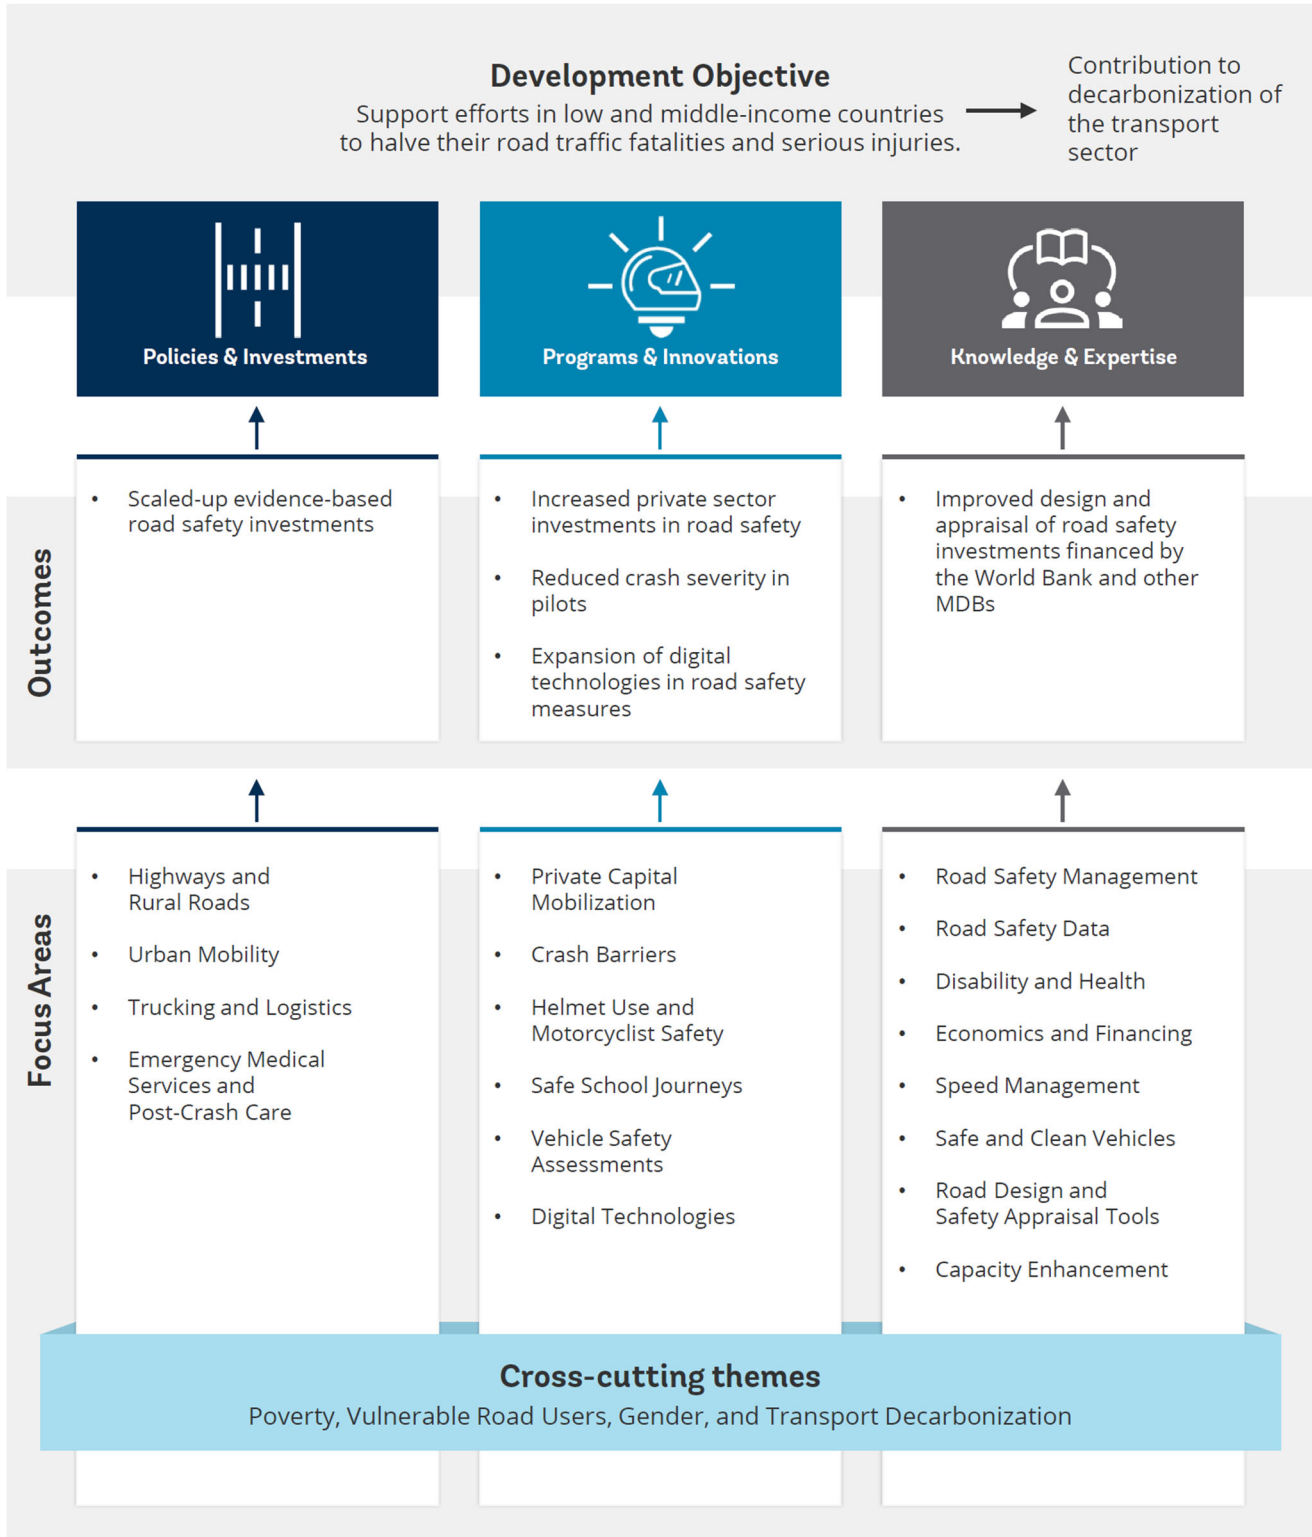 Development Objective
Support efforts in low and middle-income countries
to halve their road traffic fatalities and serious injuries.
Contribution to
decarbonization of
the transport
sector
Policies & Investments
Programs & Innovations
Knowledge & Expertise
Outcomes
• Scaled-up evidence-based
road safety investments
• Increased private sector
investments in road safety
• Reduced crash severity in
pilots
• Expansion of digital
technologies in road safety
measures
• Improved design and
appraisal of road safety
investments financed by
the World Bank and other
MDBs
Focus Areas
• Highways and
Rural Roads
• Urban Mobility
• Trucking and Logistics
• Emergency Medical
Services and
Post-Crash Care
• Private Capital
Mobilization
• Crash Barriers
• Helmet Use and
Motorcyclist Safety
• Safe School Journeys
• Vehicle Safety
Assessments
• Digital Technologies
• Road Safety Management
• Road Safety Data
• Disability and Health
• Economics and Financing
• Speed Management
• Safe and Clean Vehicles
• Road Design and
Safety Appraisal Tools
• Capacity Enhancement
Cross-cutting themes
Poverty, Vulnerable Road Users, Gender, and Transport Decarbonization